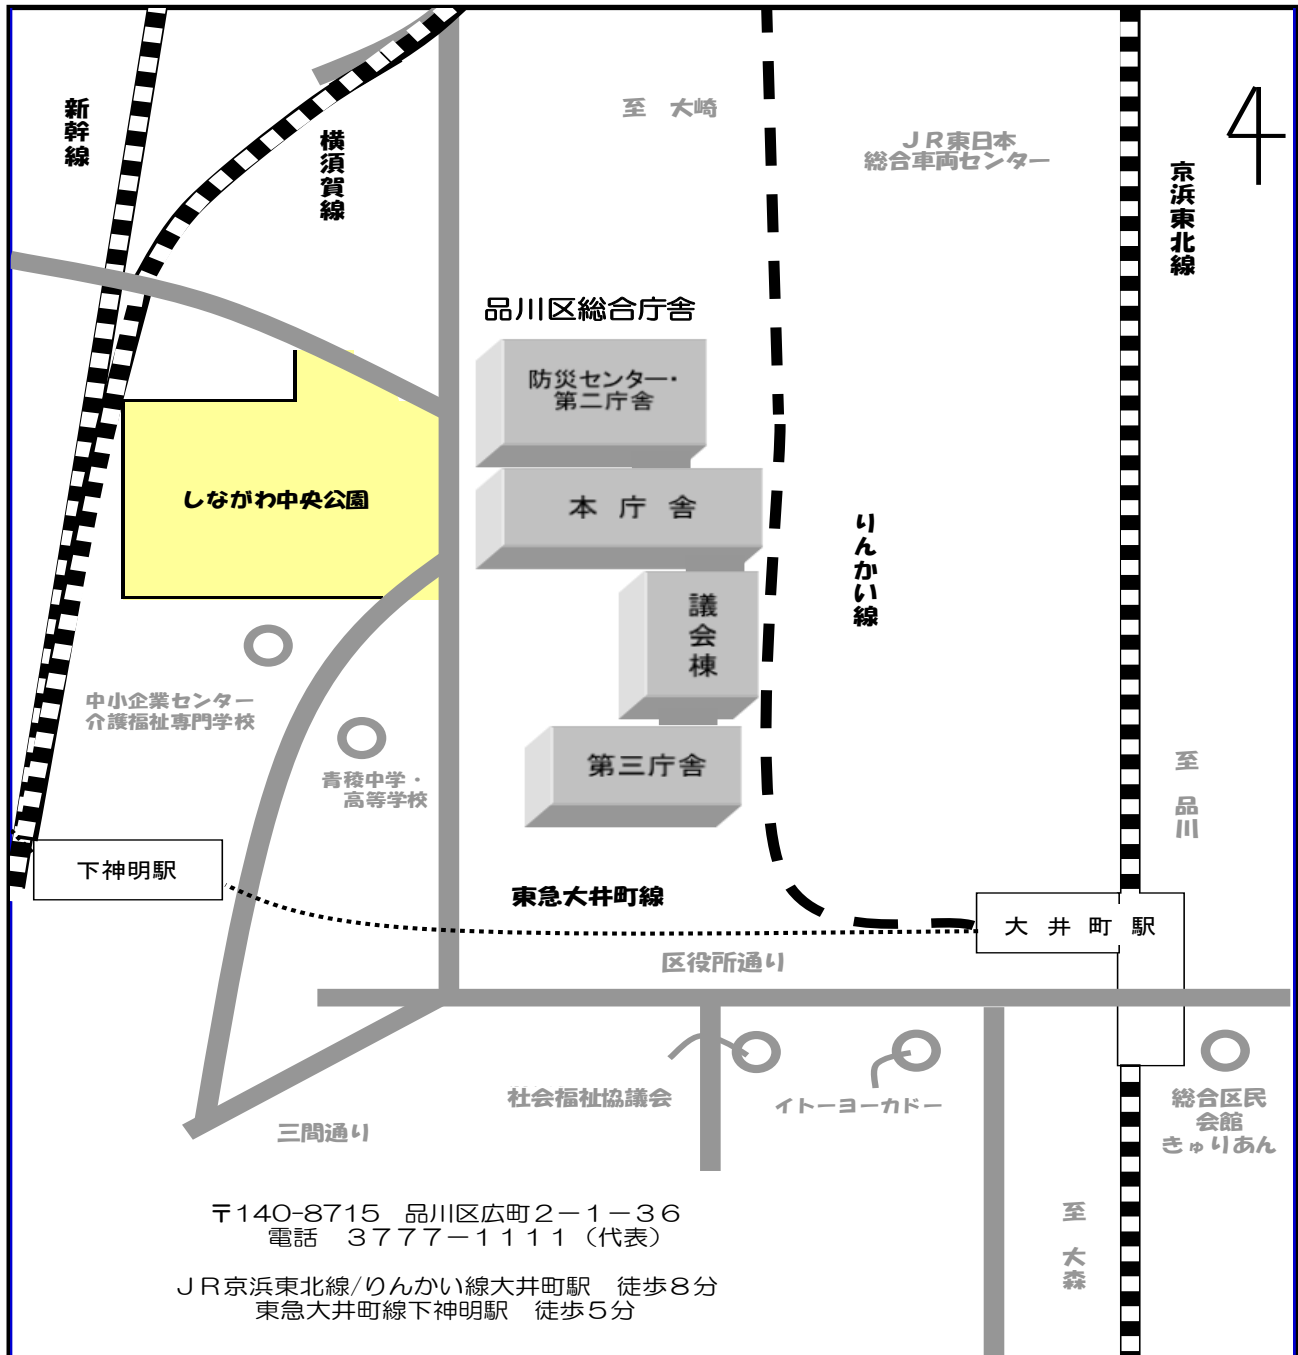 新幹線
横須賀線
至　大崎
ＪＲ東日本
総合車両センター
京浜東北線
品川区総合庁舎
防災センター・
第二庁舎
本庁舎
しながわ中央公園
りんかい線
議会棟
中小企業センター
介護福祉専門学校
青稜中学・
高等学校
第三庁舎
至　品川
下神明駅
東急大井町線
大井町駅
区役所通り
社会福祉協議会
イトーヨーカドー
総合区民
会館
きゅりあん
三間通り
〒140-8715　品川区広町２－１－３６
電話　３７７７－１１１１（代表）
至　大森
ＪＲ京浜東北線/りんかい線大井町駅　徒歩８分
東急大井町線下神明駅　徒歩５分